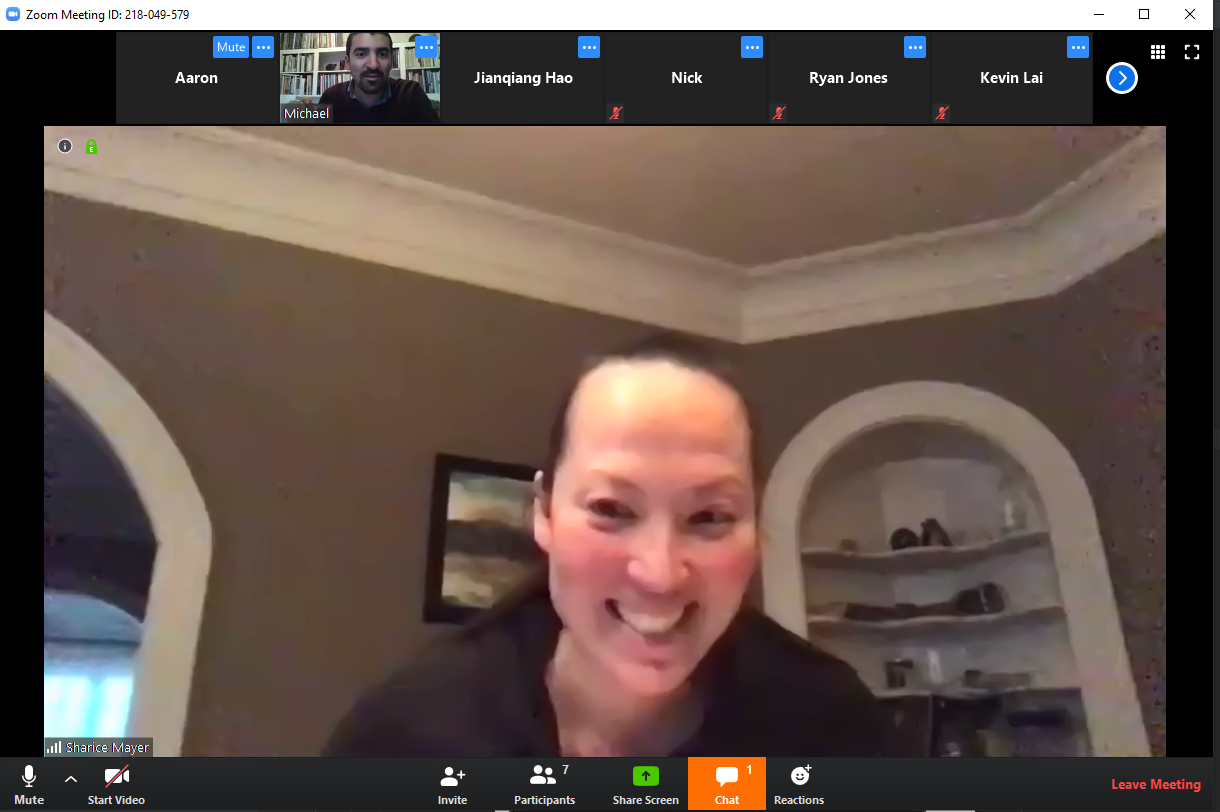 Zoom Meeting ID: 218-049-579
Mute
Aaron
Michael
Jianqiang Hao
Nick
Ryan Jones
Kevin Lai
E
Sharice Mayer
Mute
Start Video
Invite
7
Participants
Share Screen
1
Chat
Reactions
Leave Meeting